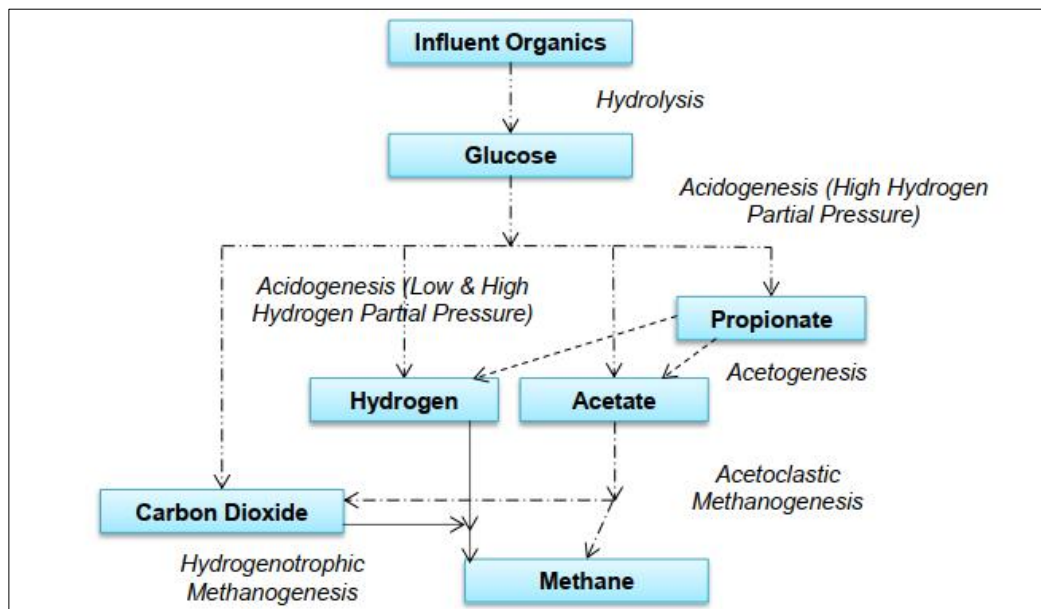 Influent Organics
Hydrolysis
Glucose
Acidogenesis (High Hydrogen
Partial Pressure)
Acidogenesis (Low & High
Hydrogen Partial Pressure)
Propionate
Acetogenesis
Hydrogen
Acetate
Acetoclastic
Methanogenesis
Carbon Dioxide
Hydrogenotrophic
Methanogenesis
Methane